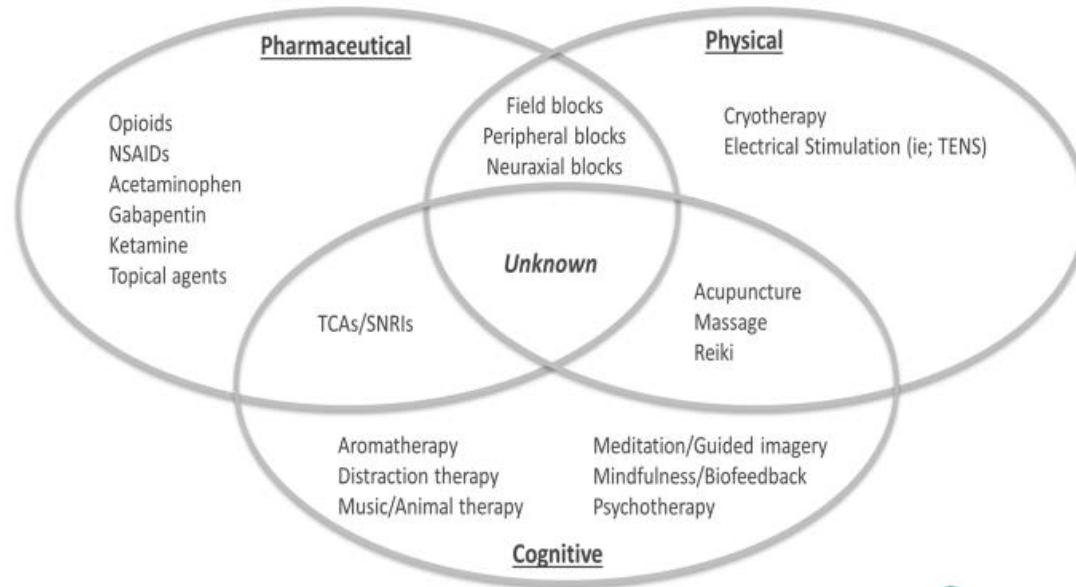 Pharmaceutical
Physical
Opioids
NSAIDs
Acetaminophen
Gabapentin
Ketamine
Topical agents
Field blocks
Peripheral blocks
Neuraxial blocks
Cryotherapy
Electrical Stimulation (ie; TENS)
Unknown
TCAs/SNRIs
Acupuncture
Massage
Reiki
Aromatherapy
Distraction therapy
Music/Animal therapy
Meditation/Guided imagery
Mindfulness/Biofeedback
Psychotherapy
Cognitive